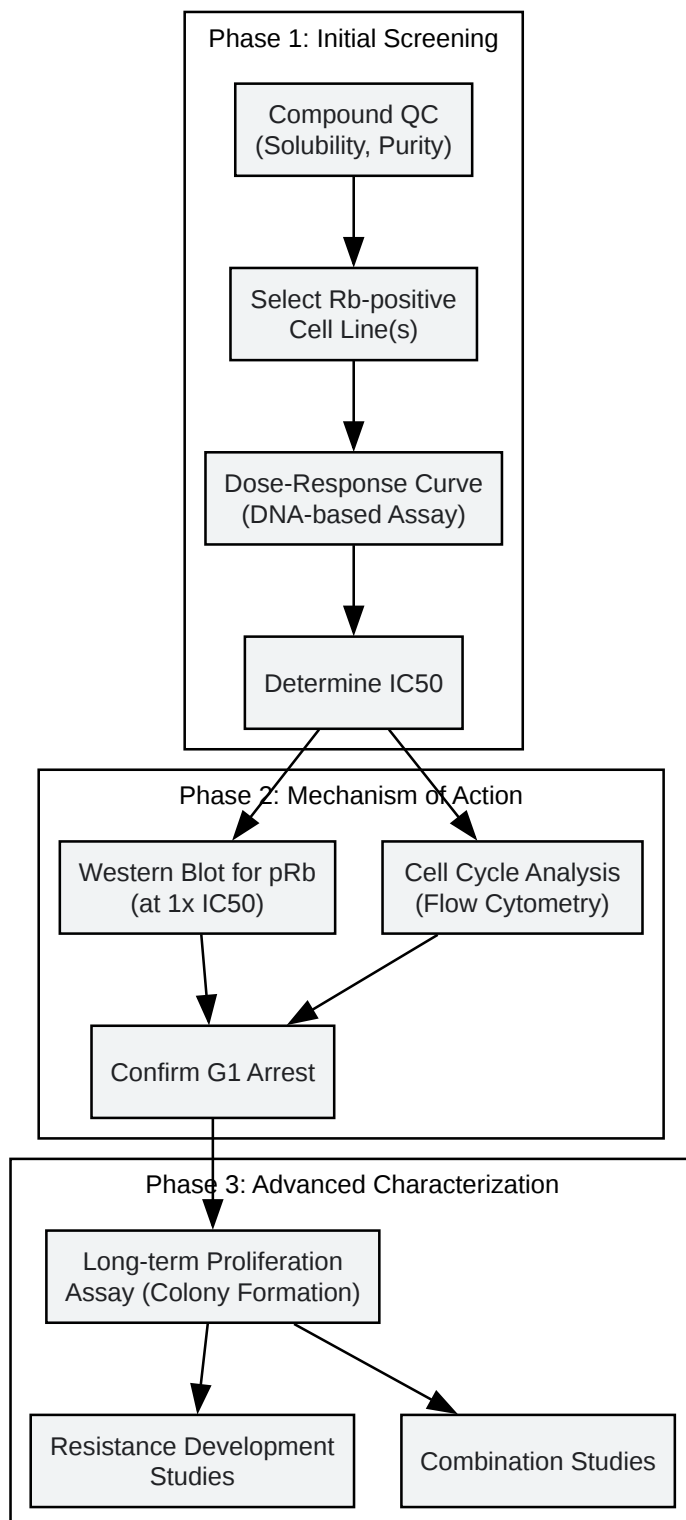 Phase 1: Initial Screening
Compound QC
(Solubility, Purity)
Select Rb-positive
Cell Line(s)
Dose-Response Curve
(DNA-based Assay)
Determine IC50
Phase 2: Mechanism of Action
Western Blot for pRb
(at 1x IC50)
Cell Cycle Analysis
(Flow Cytometry)
Confirm G1 Arrest
Phase 3: Advanced Characterization
Long-term Proliferation
Assay (Colony Formation)
Resistance Development
Studies
Combination Studies